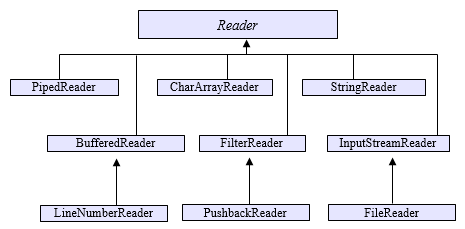 Reader
PipedReader
CharArrayReader
StringReader
BufferedReader
FilterReader
InputStreamReader
LineNumberReader
PushbackReader
FileReader